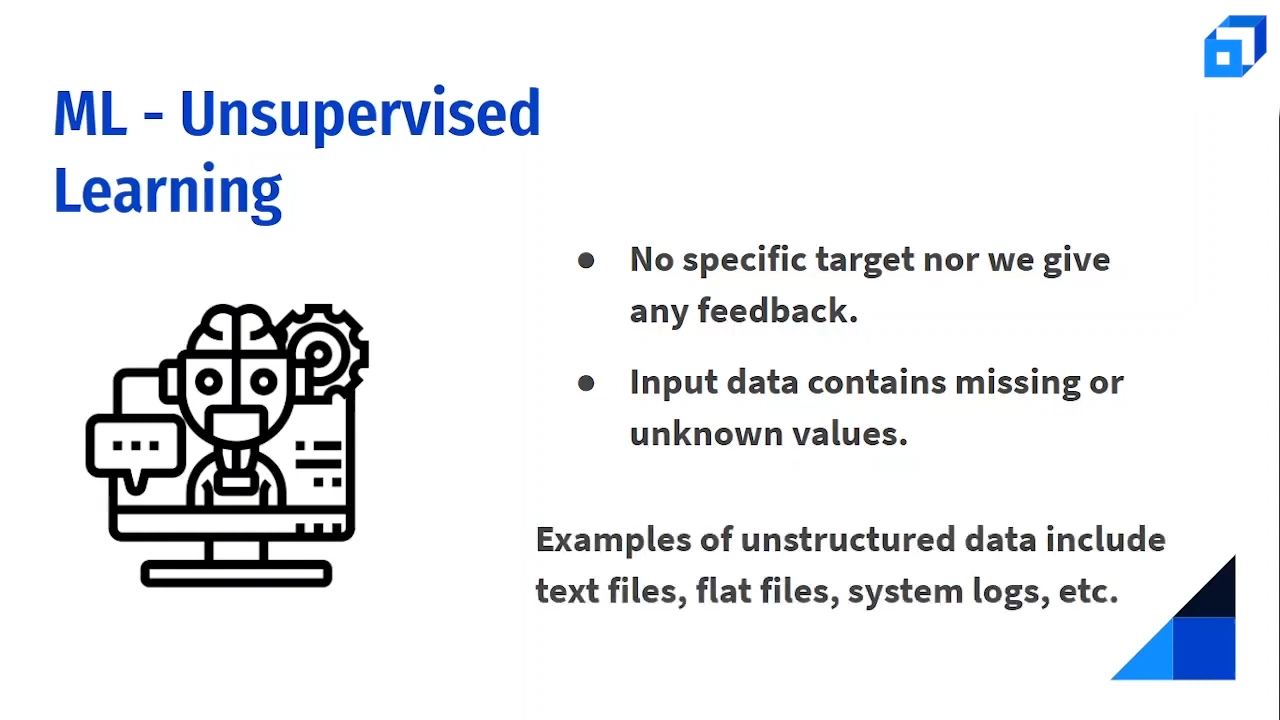 ML - Unsupervised
Learning
● No specific target nor we give
any feedback.
● Input data contains missing or
unknown values.
Examples of unstructured data include
text files, flat files, system logs, etc.